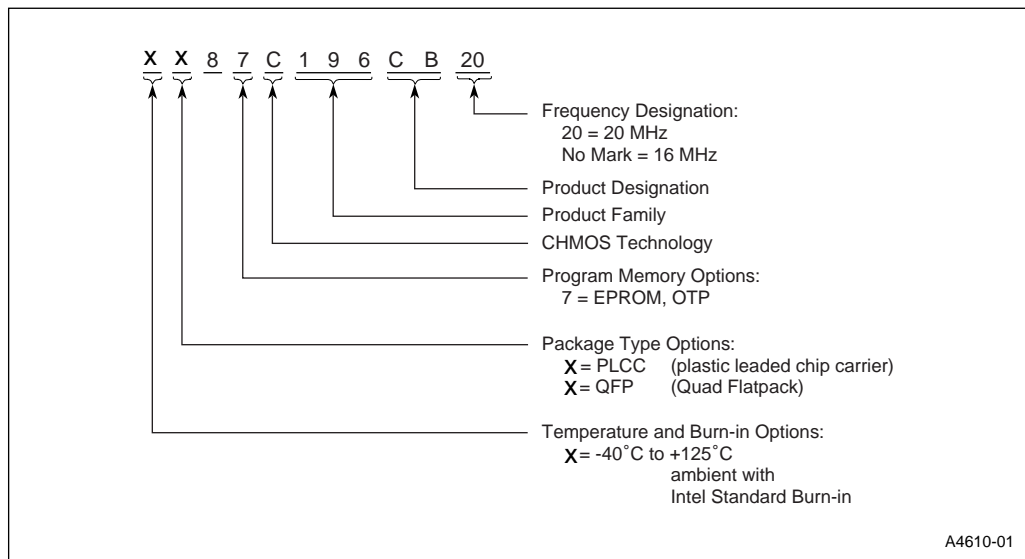 X X 8 7 C 1 9 6 C B 20
Frequency Designation:
20 = 20 MHz
No Mark = 16 MHz
Product Designation
Product Family
CHMOS Technology
Program Memory Options:
7 = EPROM, OTP
Package Type Options:
X = PLCC (plastic leaded chip carrier)
X = QFP (Quad Flatpack)
Temperature and Burn-in Options:
X = -40˚C to +125˚C
ambient with
Intel Standard Burn-in
A4610-01